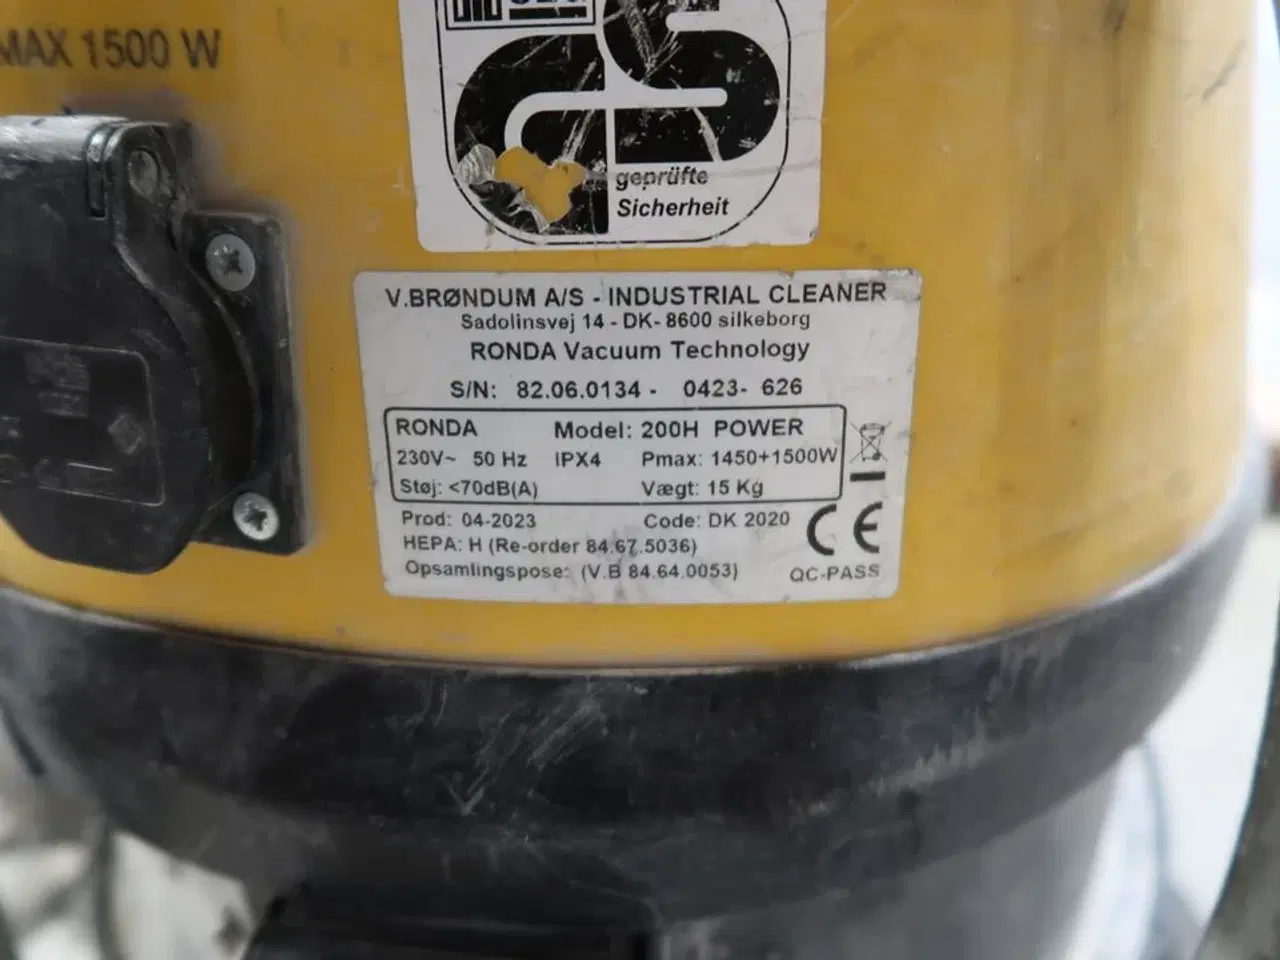 MAX 1500 W
geprüfte
Sicherheit
V.BRØNDUM A/S - INDUSTRIAL CLEANER
Sadolinsvej 14 - DK- 8600 silkeborg
RONDA Vacuum Technology
S/N: 82.06.0134 - 0423- 626
RONDA Model: 200H POWER
230V~ 50 Hz IPX4 Pmax: 1450+1500W
Støj: <70dB(A) Vægt: 15 Kg
Prod: 04-2023 Code: DK 2020 CE
HEPA: H (Re-order 84.67.5036)
Opsamlingspose: (V.B 84.64.0053) QC-PASS